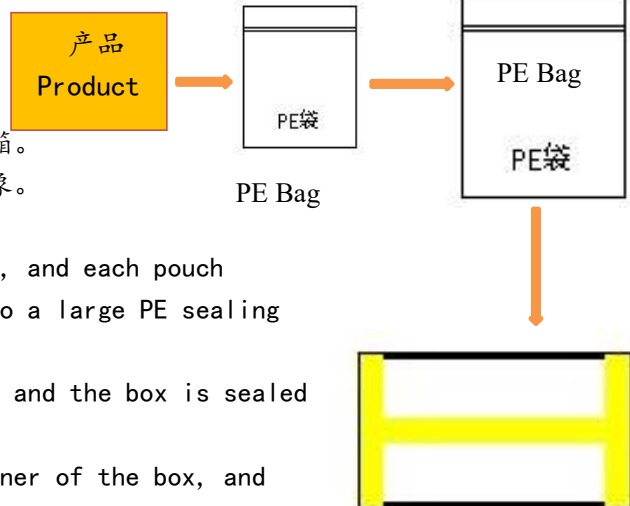 产品
Product
PE袋
PE Bag
PE Bag
PE袋
箱。
象。
, and each pouch
o a large PE sealing
and the box is sealed
ner of the box, and